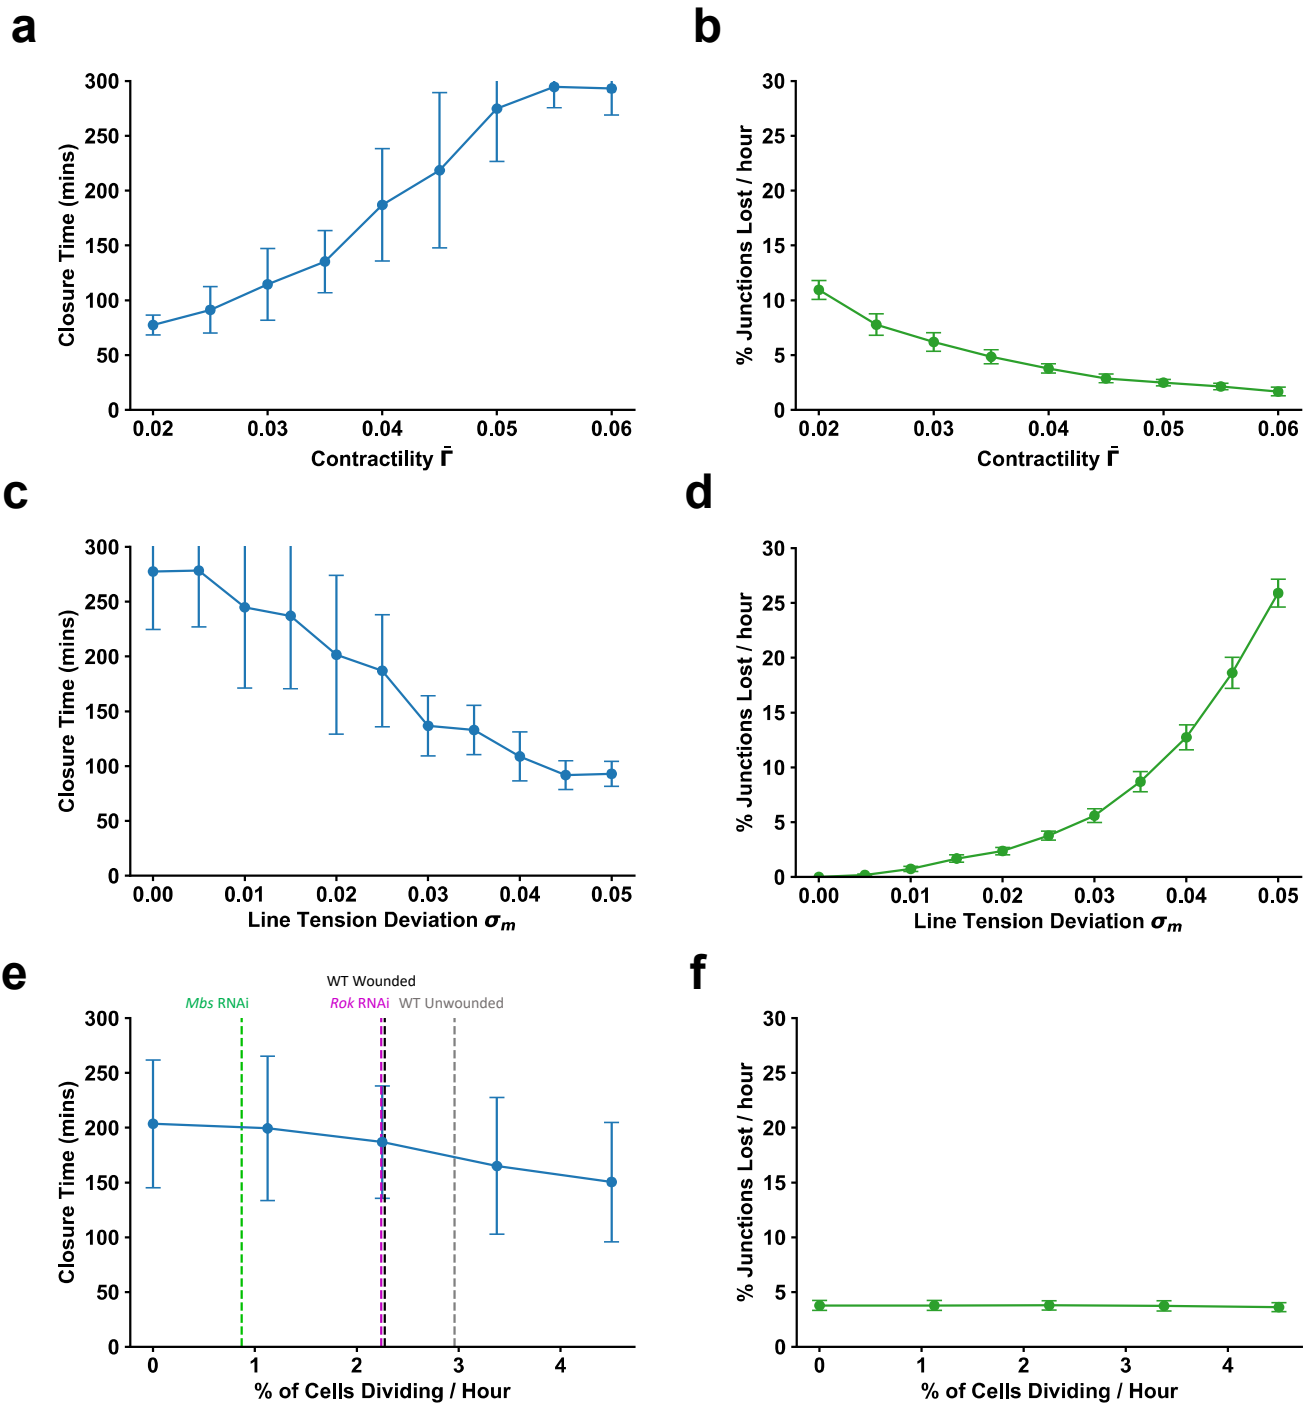 a
300
250
200
150
100
50
0
Closure Time (mins)
0.02 0.03 0.04 0.05 0.06
Contractility Γ̄
b
30
25
20
15
10
5
0
% Junctions Lost / hour
0.02 0.03 0.04 0.05 0.06
Contractility Γ̄
c
300
250
200
150
100
50
0
Closure Time (mins)
0.00 0.01 0.02 0.03 0.04 0.05
Line Tension Deviation σm
d
30
25
20
15
10
5
0
% Junctions Lost / hour
0.00 0.01 0.02 0.03 0.04 0.05
Line Tension Deviation σm
e
WT Wounded
Mbs RNAi Rok RNAi WT Unwounded
300
250
200
150
100
50
0
Closure Time (mins)
0 1 2 3 4
% of Cells Dividing / Hour
f
30
25
20
15
10
5
0
% Junctions Lost / hour
0 1 2 3 4
% of Cells Dividing / Hour